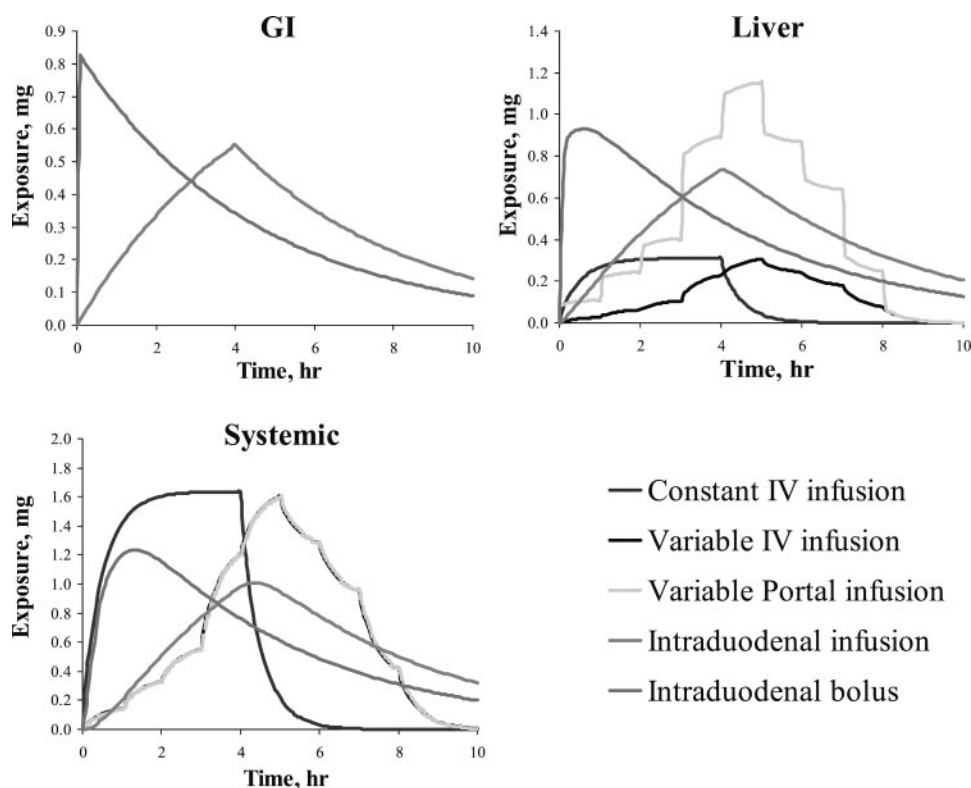 GI
Exposure, mg
0.9
0.8
0.7
0.6
0.5
0.4
0.3
0.2
0.1
0.0
0 2 4 6 8 10
Time, hr
Liver
Exposure, mg
1.4
1.2
1.0
0.8
0.6
0.4
0.2
0.0
0 2 4 6 8 10
Time, hr
Systemic
Exposure, mg
2.0
1.8
1.6
1.4
1.2
1.0
0.8
0.6
0.4
0.2
0.0
0 2 4 6 8 10
Time, hr
Constant IV infusion
Variable IV infusion
Variable Portal infusion
Intraduodenal infusion
Intraduodenal bolus